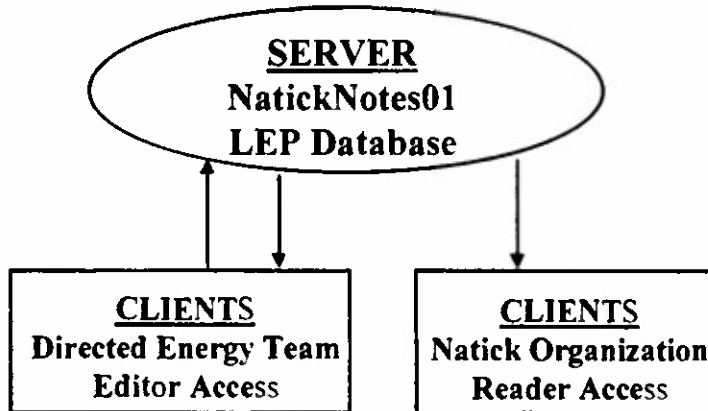 SERVER
NatickNotes01
LEP Database
CLIENTS
Directed Energy Team
Editor Access
CLIENTS
Natick Organization
Reader Access